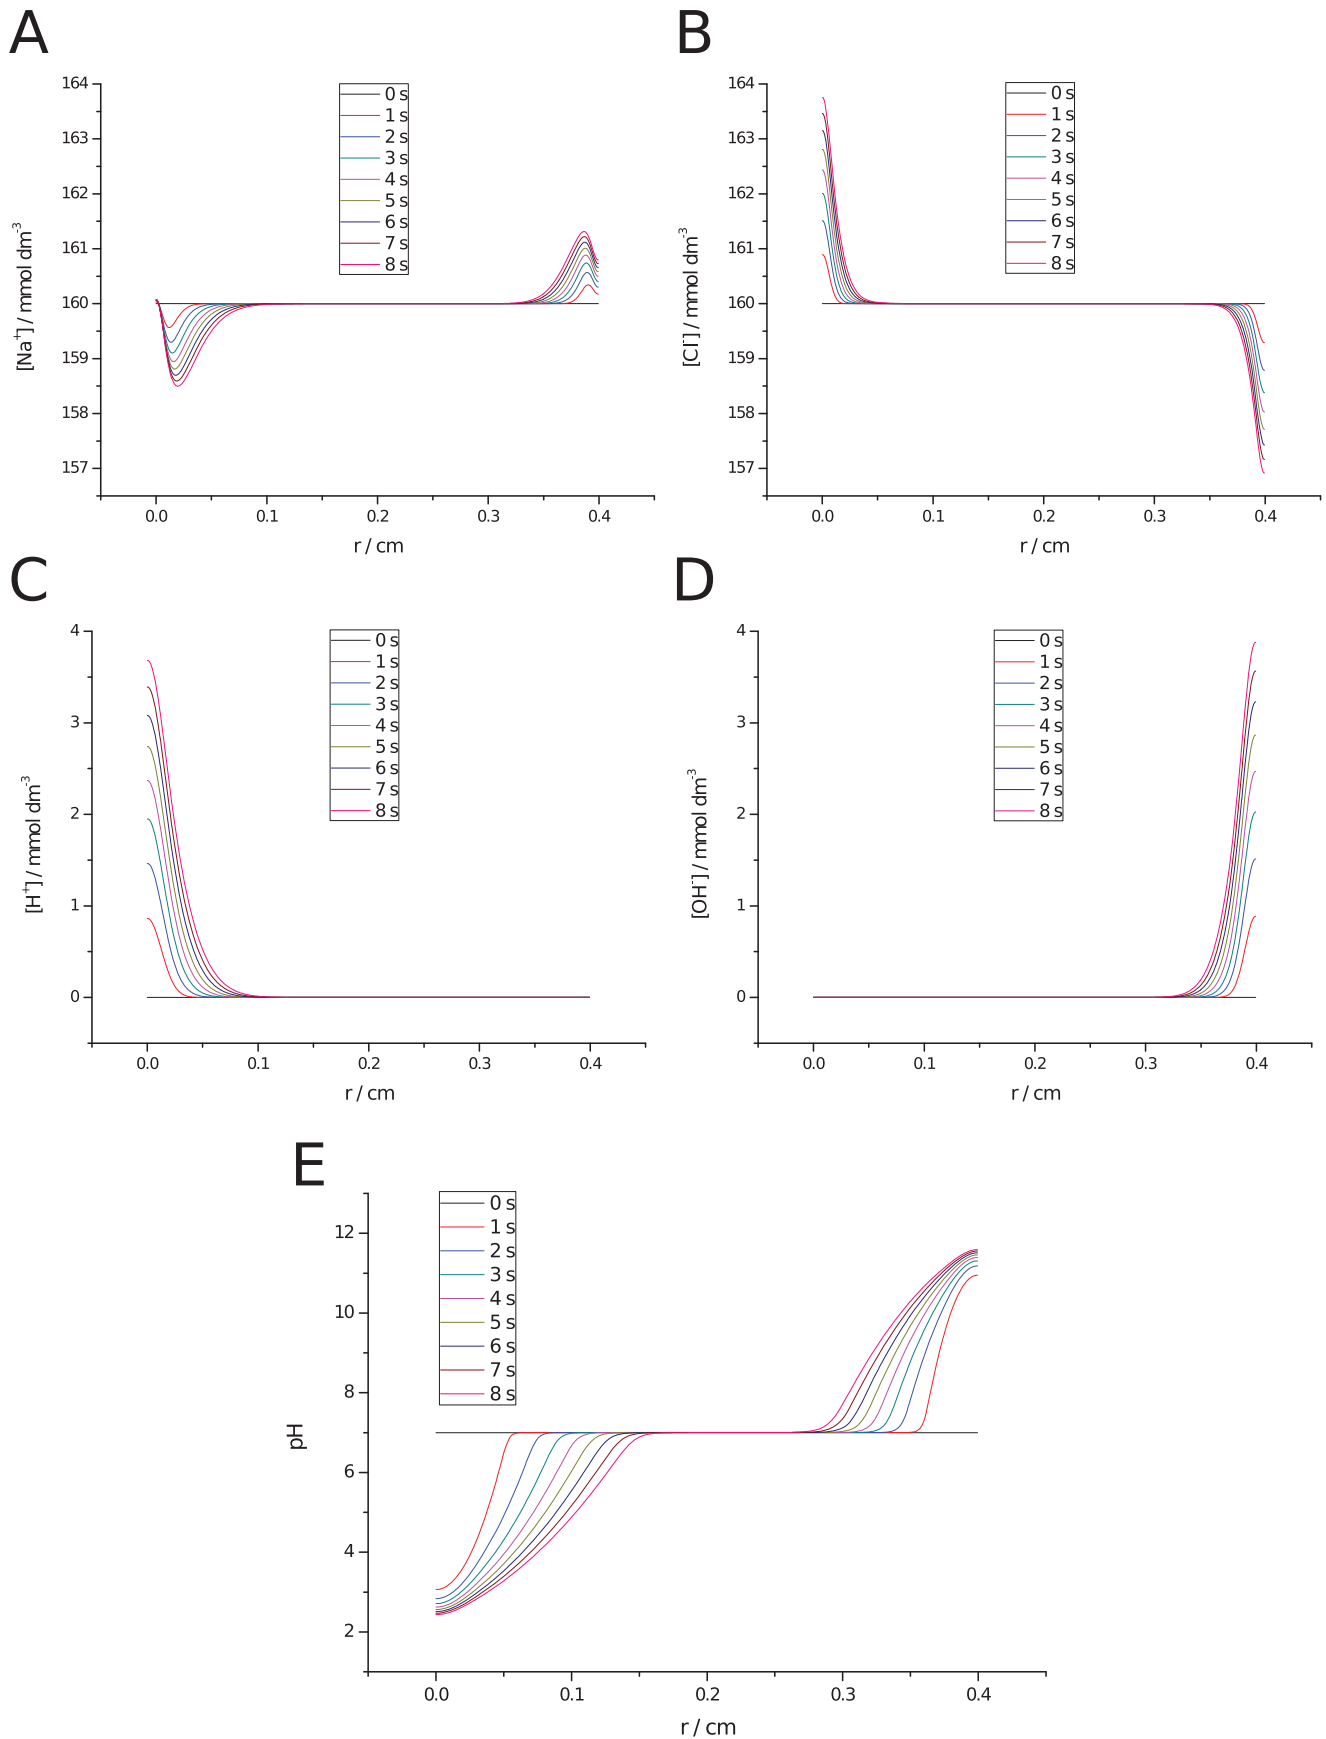 A
164
163
162
161
160
159
158
157
[Na+] / mmol dm-3
0 s
1 s
2 s
3 s
4 s
5 s
6 s
7 s
8 s
0.0 0.1 0.2 0.3 0.4
r / cm
B
164
163
162
161
160
159
158
157
[Cl-] / mmol dm-3
0 s
1 s
2 s
3 s
4 s
5 s
6 s
7 s
8 s
0.0 0.1 0.2 0.3 0.4
r / cm
C
4
3
2
1
0
[H+] / mmol dm-3
0 s
1 s
2 s
3 s
4 s
5 s
6 s
7 s
8 s
0.0 0.1 0.2 0.3 0.4
r / cm
D
4
3
2
1
0
[OH-] / mmol dm-3
0 s
1 s
2 s
3 s
4 s
5 s
6 s
7 s
8 s
0.0 0.1 0.2 0.3 0.4
r / cm
E
12
10
8
6
4
2
pH
0 s
1 s
2 s
3 s
4 s
5 s
6 s
7 s
8 s
0.0 0.1 0.2 0.3 0.4
r / cm